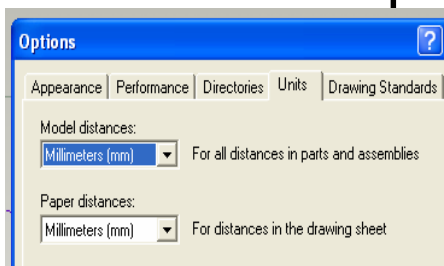 Options ?
Appearance Performance Directories Units Drawing Standards
Model distances:
Millimeters (mm) For all distances in parts and assemblies
Paper distances:
Millimeters (mm) For distances in the drawing sheet